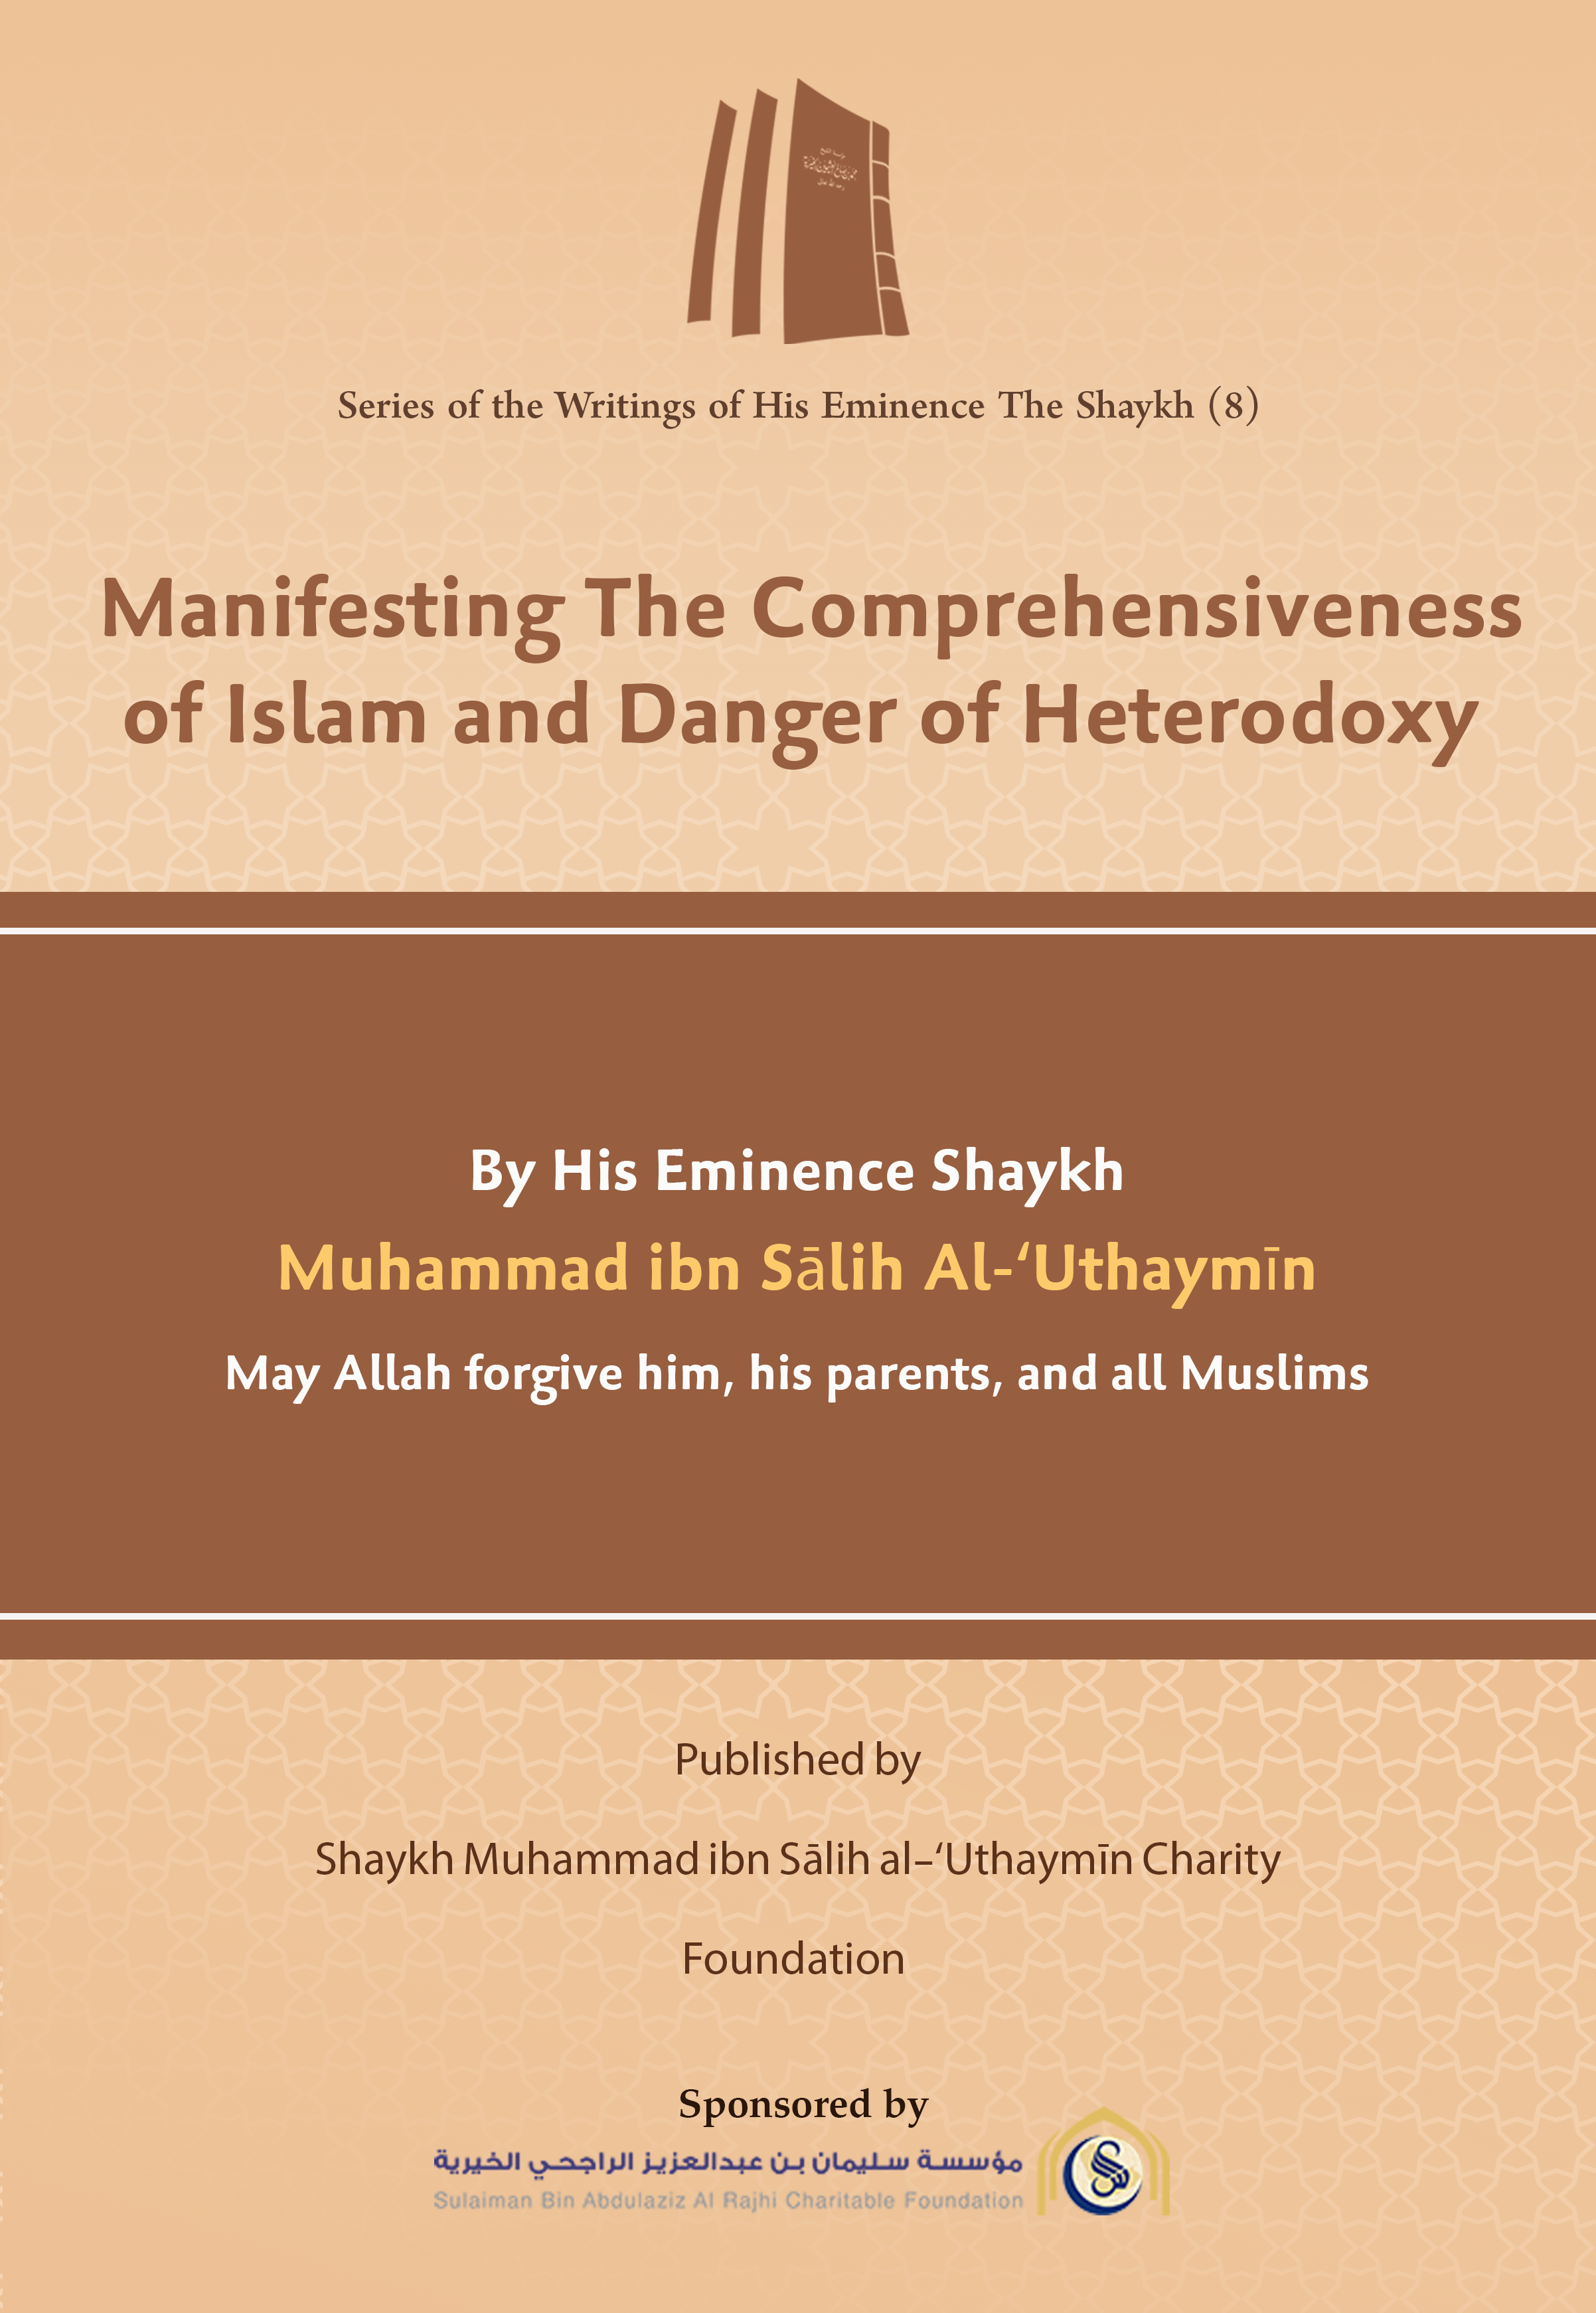 Series of the Writings of His Eminence The Shaykh (8)
Manifesting The Comprehensiveness
of Islam and Danger of Heterodoxy
By His Eminence Shaykh
Muhammad ibn Sālih Al-‘Uthaymīn
May Allah forgive him, his parents, and all Muslims
Published by
Shaykh Muhammad ibn Sālih al–‘Uthaymīn Charity
Foundation
Sponsored by
مؤسسة سليمان بن عبدالعزيز الراجحي الخيرية
Sulaiman Bin Abdulaziz Al Rajhi Charitable Foundation